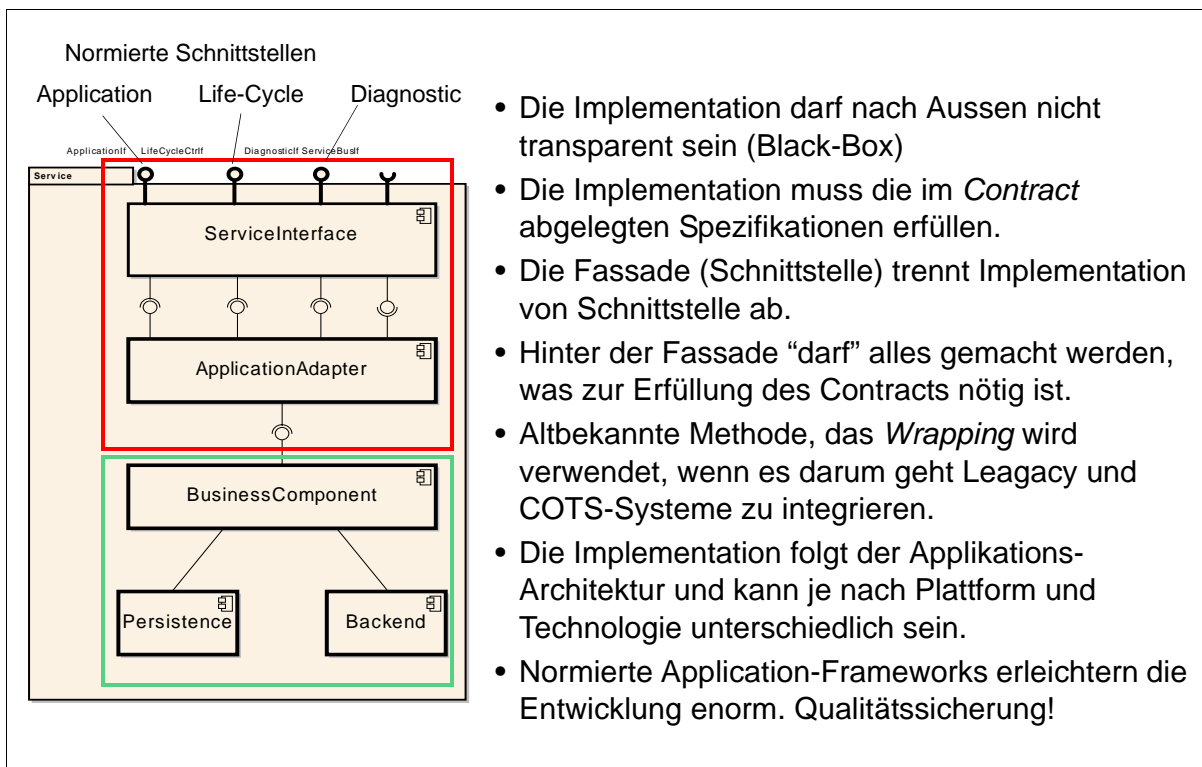 Normierte Schnittstellen
Application Life-Cycle Diagnostic
ApplicationIf LifeCycleCtrlIf DiagnosticIf ServiceBusIf
Service
ServiceInterface
ApplicationAdapter
BusinessComponent
Persistence Backend
• Die Implementation darf nach Aussen nicht
transparent sein (Black-Box)
• Die Implementation muss die im Contract
abgelegten Spezifikationen erfüllen.
• Die Fassade (Schnittstelle) trennt Implementation
von Schnittstelle ab.
• Hinter der Fassade “darf” alles gemacht werden,
was zur Erfüllung des Contracts nötig ist.
• Altbekannte Methode, das Wrapping wird
verwendet, wenn es darum geht Leagacy und
COTS-Systeme zu integrieren.
• Die Implementation folgt der Applikations-
Architektur und kann je nach Plattform und
Technologie unterschiedlich sein.
• Normierte Application-Frameworks erleichtern die
Entwicklung enorm. Qualitätssicherung!